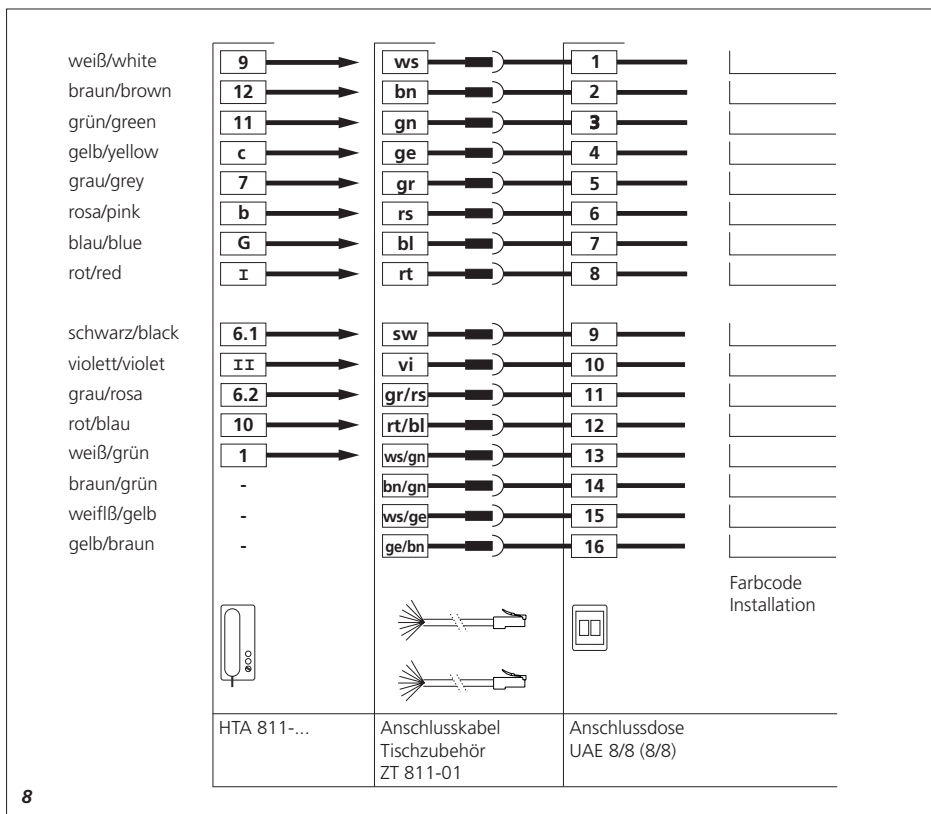 weiß/white 9 ws 1
braun/brown 12 bn 2
grün/green 11 gn 3
gelb/yellow c ge 4
grau/grey 7 gr 5
rosa/pink b rs 6
blau/blue G bl 7
rot/red I rt 8
schwarz/black 6.1 sw 9
violett/violet II vi 10
grau/rosa 6.2 gr/rs 11
rot/blau 10 rt/bl 12
weiß/grün 1 ws/gn 13
braun/grün - bn/gn 14
weiflß/gelb - ws/ge 15
gelb/braun - ge/bn 16
Farbcode
Installation
HTA 811-...
Anschlusskabel
Tischzubehör
ZT 811-01
Anschlussdose
UAE 8/8 (8/8)
8